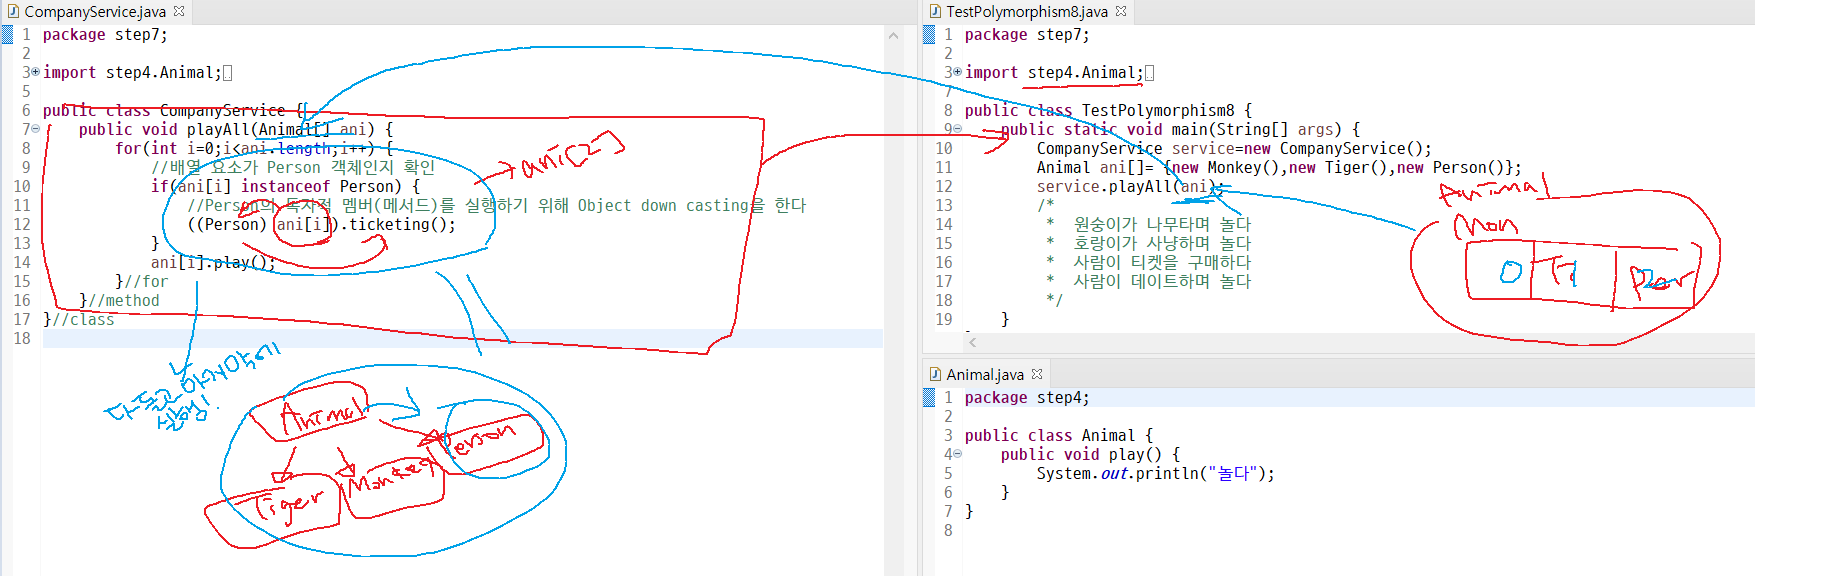 CompanyService.java
1 package step7;
2
3 import step4.Animal;
5
6 public class CompanyService {
7 public void playAll(Animal[] ani) {
8 for(int i=0;i<ani.length;i++) {
9 //배열 요소가 Person 객체인지 확인
10 if(ani[i] instanceof Person) {
11 //Person의 독자적 멤버(메서드)를 실행하기 위해 Object down casting을 한다
12 ((Person) ani[i]).ticketing();
13 }
14 ani[i].play();
15 }//for
16 }//method
17 }//class
18
ani(2)
Animal
Person
Tiger
Monkey
TestPolymorphism8.java
1 package step7;
2
3 import step4.Animal;
7
8 public class TestPolymorphism8 {
9 public static void main(String[] args) {
10 CompanyService service=new CompanyService();
11 Animal ani[]= {new Monkey(),new Tiger(),new Person()};
12 service.playAll(ani);
13 /*
14 * 원숭이가 나무타며 놀다
15 * 호랑이가 사냥하며 놀다
16 * 사람이 티켓을 구매하다
17 * 사람이 데이트하며 놀다
18 */
19 }
Animal
Mon
Ti
Per
Animal.java
1 package step4;
2
3 public class Animal {
4 public void play() {
5 System.out.println("놀다");
6 }
7 }
8